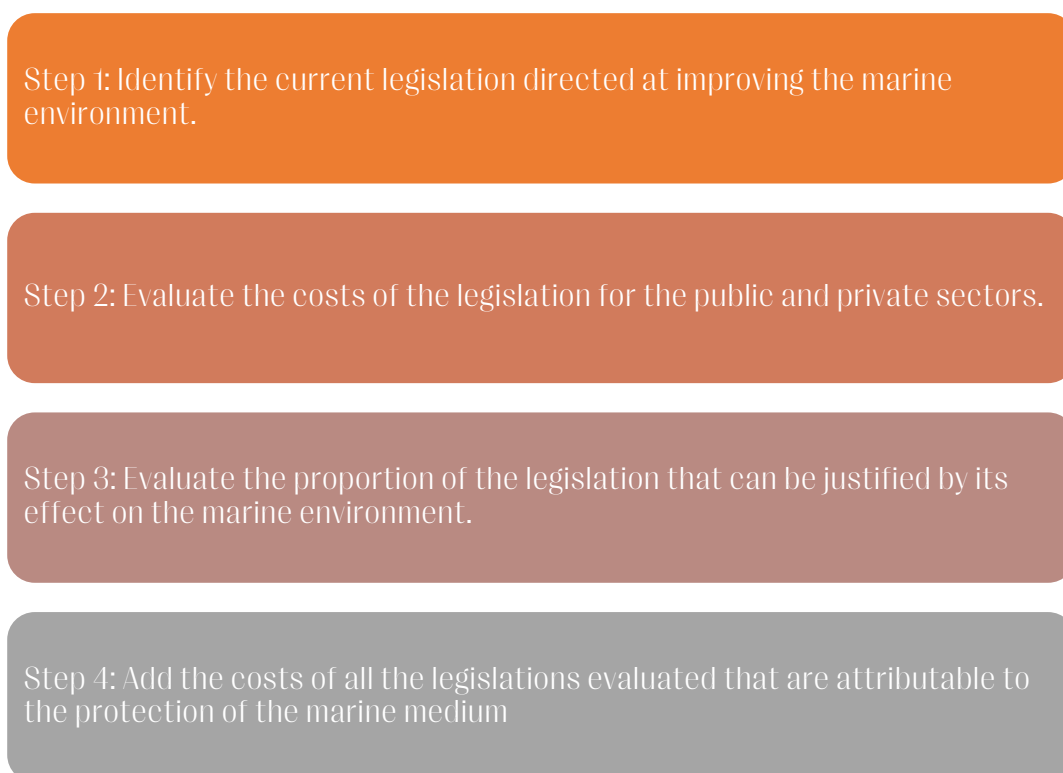 Step 1: Identify the current legislation directed at improving the marine
environment.
Step 2: Evaluate the costs of the legislation for the public and private sectors.
Step 3: Evaluate the proportion of the legislation that can be justified by its
effect on the marine environment.
Step 4: Add the costs of all the legislations evaluated that are attributable to
the protection of the marine medium